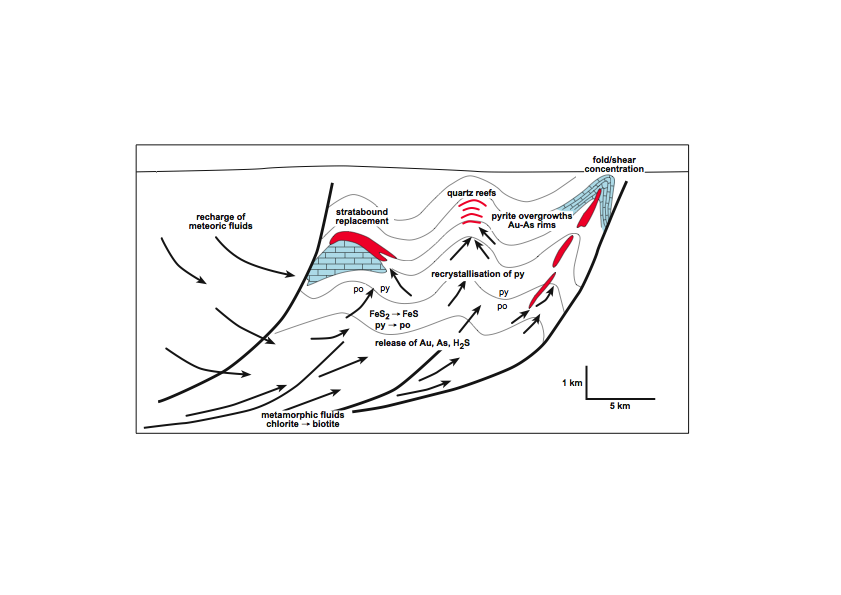 fold/shear
concentration
quartz reefs
recharge of
meteoric fluids
stratabound
replacement
pyrite overgrowths
Au-As rims
recrystallisation of py
po
py
py
po
FeS₂ → FeS
py → po
release of Au, As, H₂S
1 km
5 km
metamorphic fluids
chlorite → biotite